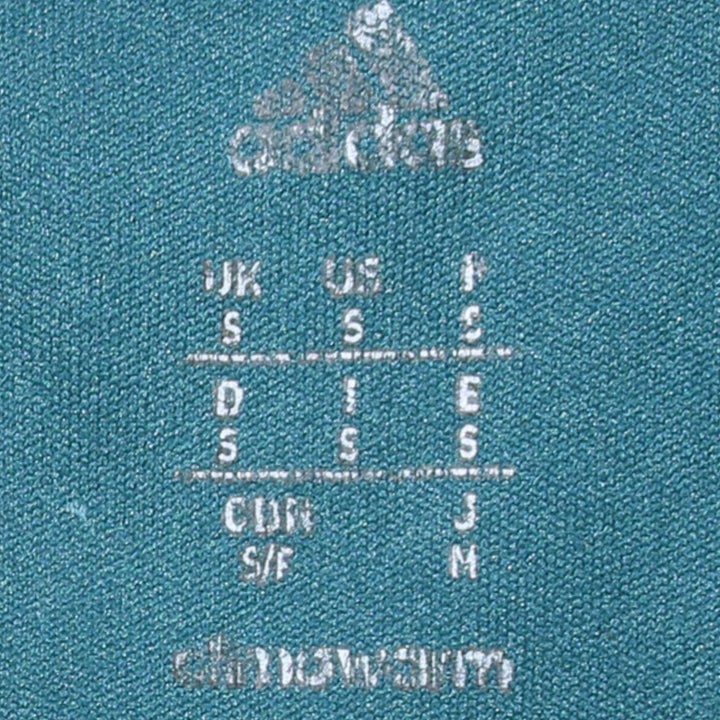 adidas
UK US F
S S S
D I E
S S S
CDN J
S/P M
climawarm